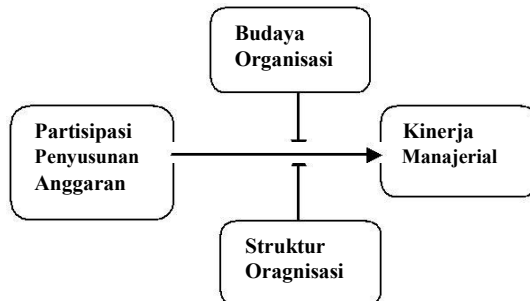 Budaya
Organisasi
Partisipasi
Penyusunan
Anggaran
Kinerja
Manajerial
Struktur
Oragnisasi